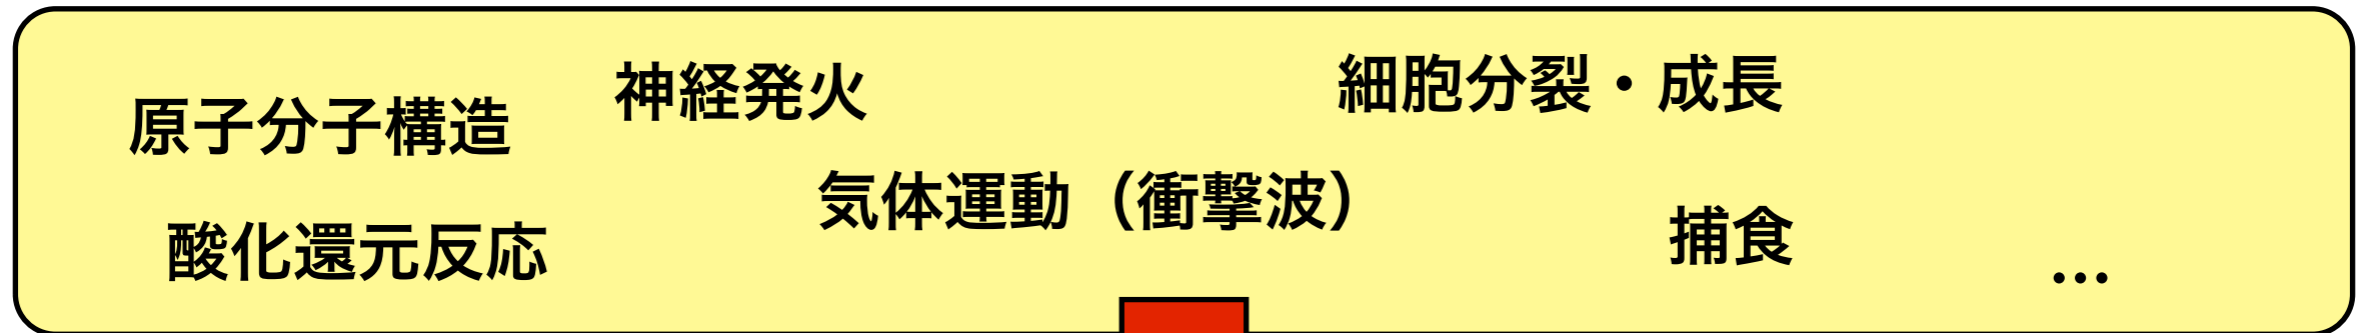 原子分子構造
神経発火
細胞分裂・成長
気体運動（衝撃波）
酸化還元反応
捕食
…